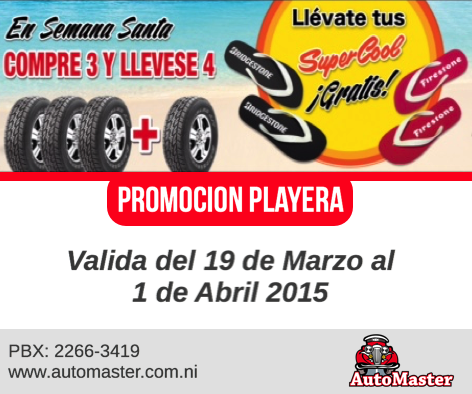 En Semana Santa
COMPRE 3 Y LLEVESE 4
+
Llévate tus
SuperCool
¡Gratis!
BRIDGESTONE
BRIDGESTONE
Firestone
Firestone
PROMOCION PLAYERA
Valida del 19 de Marzo al
1 de Abril 2015
PBX: 2266-3419
www.automaster.com.ni
AutoMaster